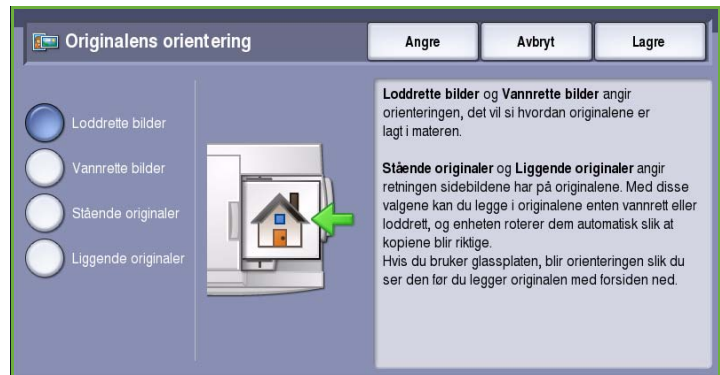 Originalens orientering
Angre
Avbryt
Lagre
Loddrette bilder
Vannrette bilder
Stående originaler
Liggende originaler
Loddrette bilder og Vannrette bilder angir
orienteringen, det vil si hvordan originalene er
lagt i materen.
Stående originaler og Liggende originaler angir
retningen sidebildene har på originalene. Med disse
valgene kan du legge i originalene enten vannrett eller
loddrett, og enheten roterer dem automatisk slik at
kopiene blir riktige.
Hvis du bruker glassplaten, blir orienteringen slik du
ser den før du legger originalen med forsiden ned.